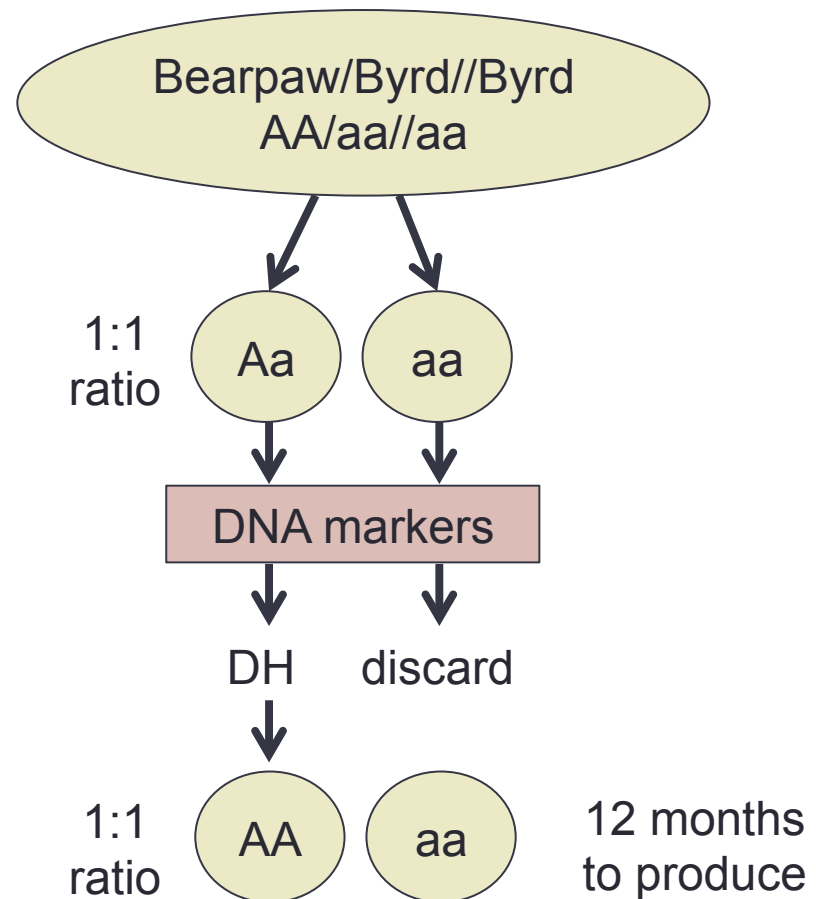 Bearpaw/Byrd//Byrd
AA/aa//aa
1:1
ratio
Aa
aa
DNA markers
DH
discard
1:1
ratio
AA
aa
12 months
to produce